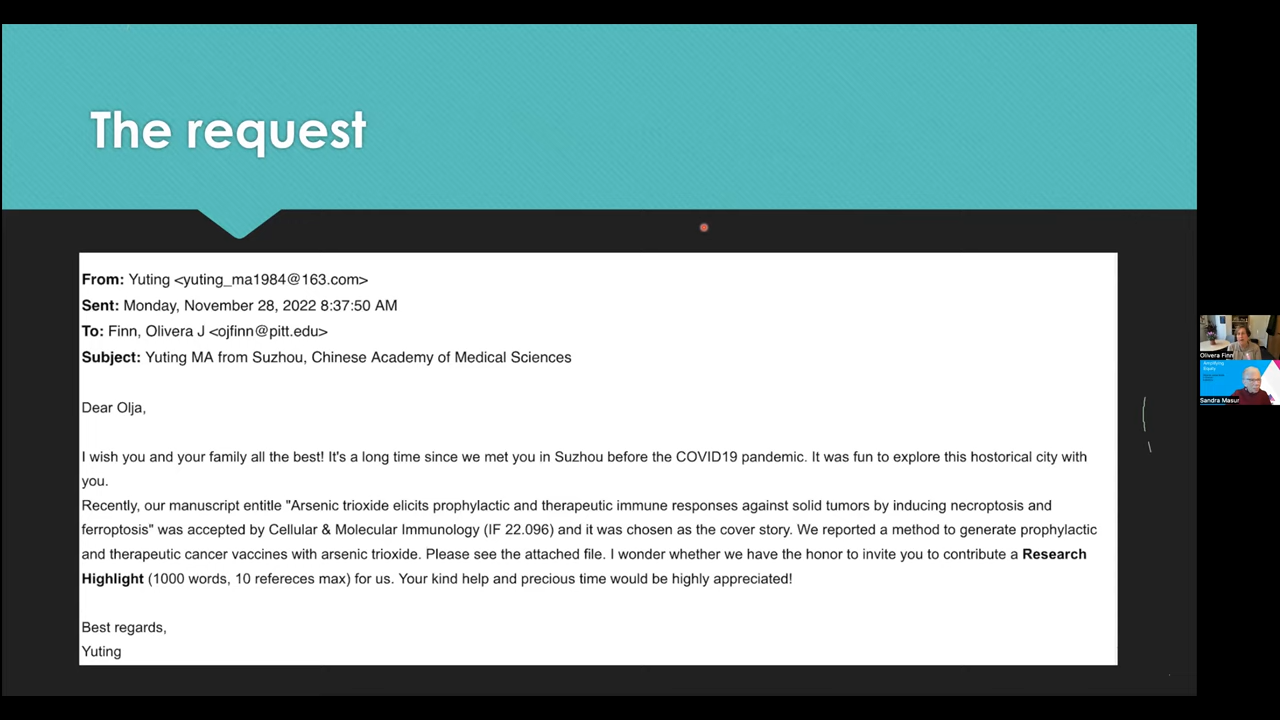 The request
From: Yuting <yuting_ma1984@163.com>
Sent: Monday, November 28, 2022 8:37:50 AM
To: Finn, Olivera J <ojfinn@pitt.edu>
Subject: Yuting MA from Suzhou, Chinese Academy of Medical Sciences
Dear Olja,
I wish you and your family all the best! It's a long time since we met you in Suzhou before the COVID19 pandemic. It was fun to explore this hostorical city with
you.
Recently, our manuscript entitle "Arsenic trioxide elicits prophylactic and therapeutic immune responses against solid tumors by inducing necroptosis and
ferroptosis" was accepted by Cellular & Molecular Immunology (IF 22.096) and it was chosen as the cover story. We reported a method to generate prophylactic
and therapeutic cancer vaccines with arsenic trioxide. Please see the attached file. I wonder whether we have the honor to invite you to contribute a Research
Highlight (1000 words, 10 refereces max) for us. Your kind help and precious time would be highly appreciated!
Best regards,
Yuting
Olivera Finn
Equity
Sandra Masur